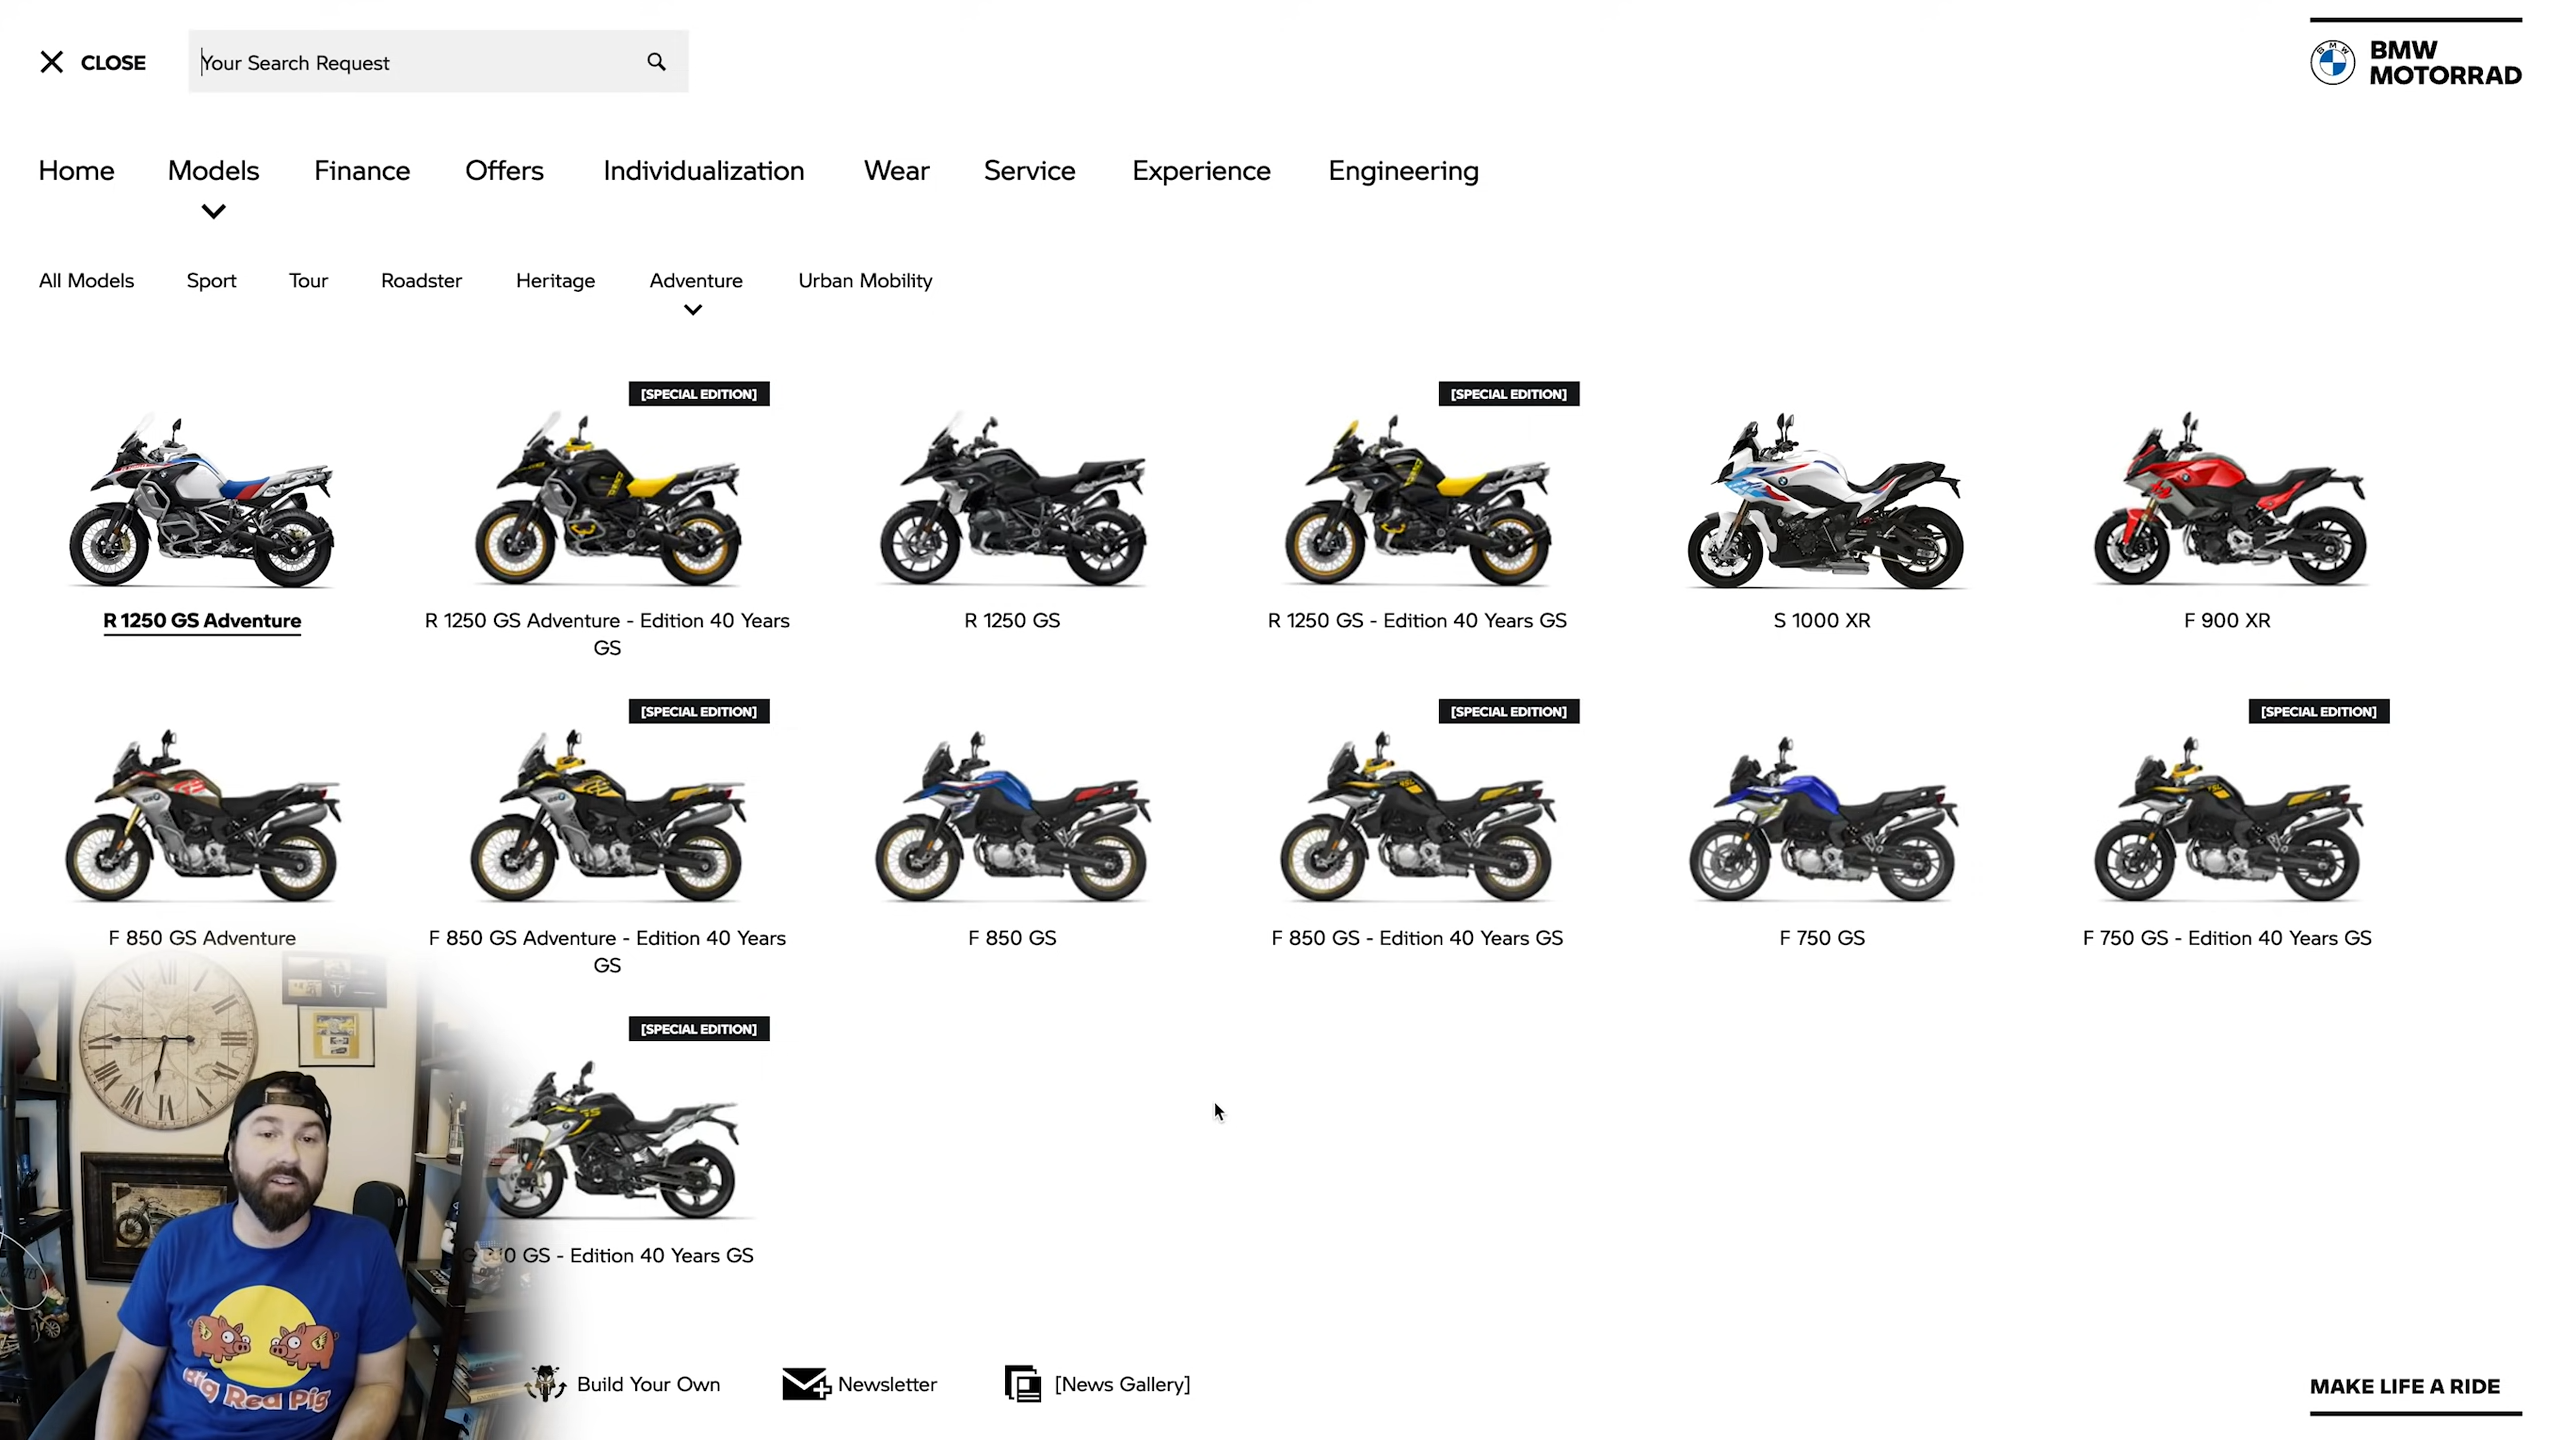 CLOSE
Your Search Request
BMW
MOTORRAD
Home
Models
Finance
Offers
Individualization
Wear
Service
Experience
Engineering
All Models
Sport
Tour
Roadster
Heritage
Adventure
Urban Mobility
[SPECIAL EDITION]
[SPECIAL EDITION]
R 1250 GS Adventure
R 1250 GS Adventure - Edition 40 Years
GS
R 1250 GS
R 1250 GS - Edition 40 Years GS
S 1000 XR
F 900 XR
[SPECIAL EDITION]
[SPECIAL EDITION]
[SPECIAL EDITION]
F 850 GS Adventure
F 850 GS Adventure - Edition 40 Years
GS
F 850 GS
F 850 GS - Edition 40 Years GS
F 750 GS
F 750 GS - Edition 40 Years GS
[SPECIAL EDITION]
GS - Edition 40 Years GS
Big Red Pig
Build Your Own
Newsletter
[News Gallery]
MAKE LIFE A RIDE